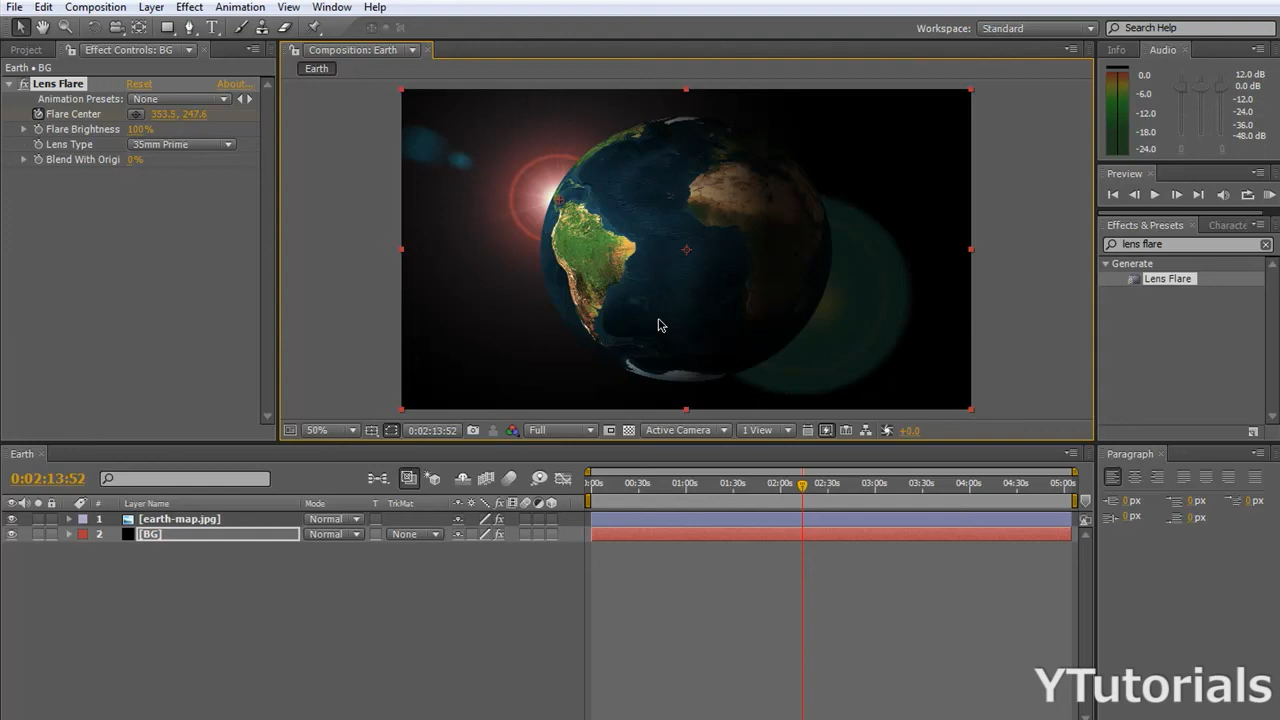 File Edit Composition Layer Effect Animation View Window Help
Workspace: Standard Search Help
Project Effect Controls: BG Composition: Earth Info Audio
Earth • BG Earth
fx Lens Flare Reset About...
Animation Presets: None
Flare Center 353.5, 247.6
Flare Brightness 100%
Lens Type 35mm Prime
Blend With Origi 0%
0.0 12.0 dB
-6.0 0.0 dB
-12.0 -12.0
-18.0 -24.0
-24.0 -36.0
-48.0 dB
Preview
Effects & Presets Characte
lens flare
Generate
Lens Flare
50% 0:02:13:52 Full Active Camera 1 View +0.0
Earth Paragraph
0:02:13:52 0:00s 00:30s 01:00s 01:30s 02:00s 02:30s 03:00s 03:30s 04:00s 04:30s 05:00s
# Layer Name Mode T TrkMat
1 [earth-map.jpg] Normal
2 [BG] Normal None
0 px 0 px 0 px
0 px 0 px
YTutorials